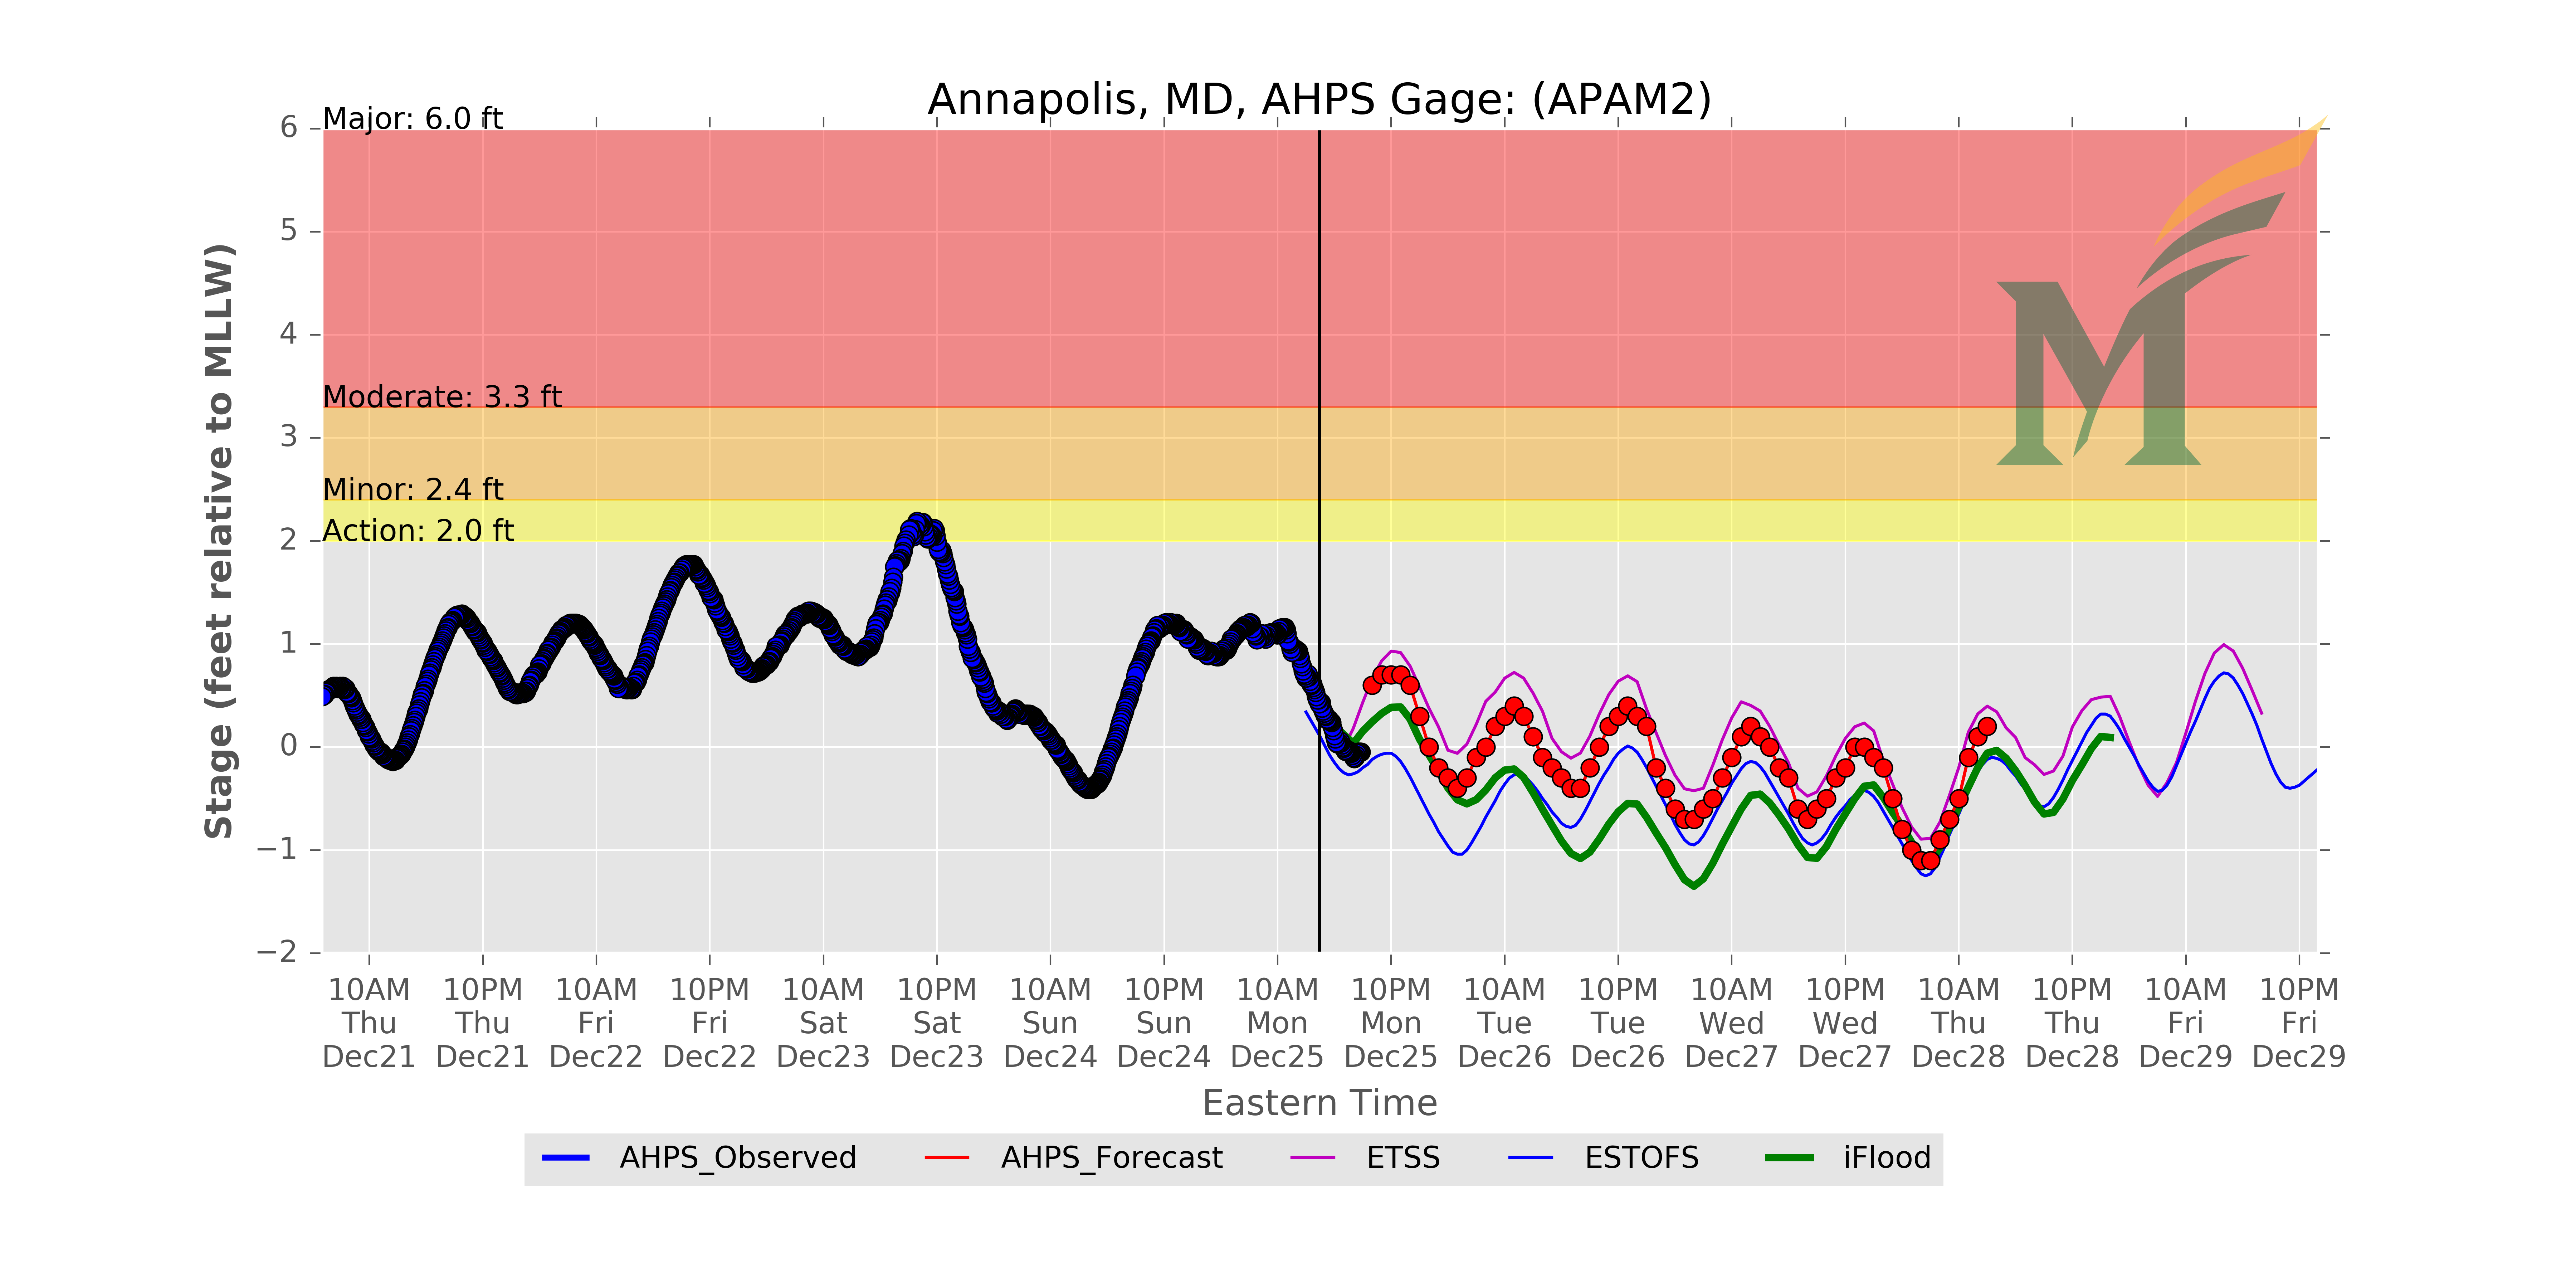 Annapolis, MD, AHPS Gage: (APAM2)
Major: 6.0 ft
Moderate: 3.3 ft
Minor: 2.4 ft
Action: 2.0 ft
6
5
4
3
2
1
0
−1
−2
Stage (feet relative to MLLW)
10AM 10PM 10AM 10PM 10AM 10PM 10AM 10PM 10AM 10PM 10AM 10PM 10AM 10PM 10AM 10PM 10AM 10PM
Thu Thu Fri Fri Sat Sat Sun Sun Mon Mon Tue Tue Wed Wed Thu Thu Fri Fri
Dec21 Dec21 Dec22 Dec22 Dec23 Dec23 Dec24 Dec24 Dec25 Dec25 Dec26 Dec26 Dec27 Dec27 Dec28 Dec28 Dec29 Dec29
Eastern Time
AHPS_Observed AHPS_Forecast ETSS ESTOFS iFlood